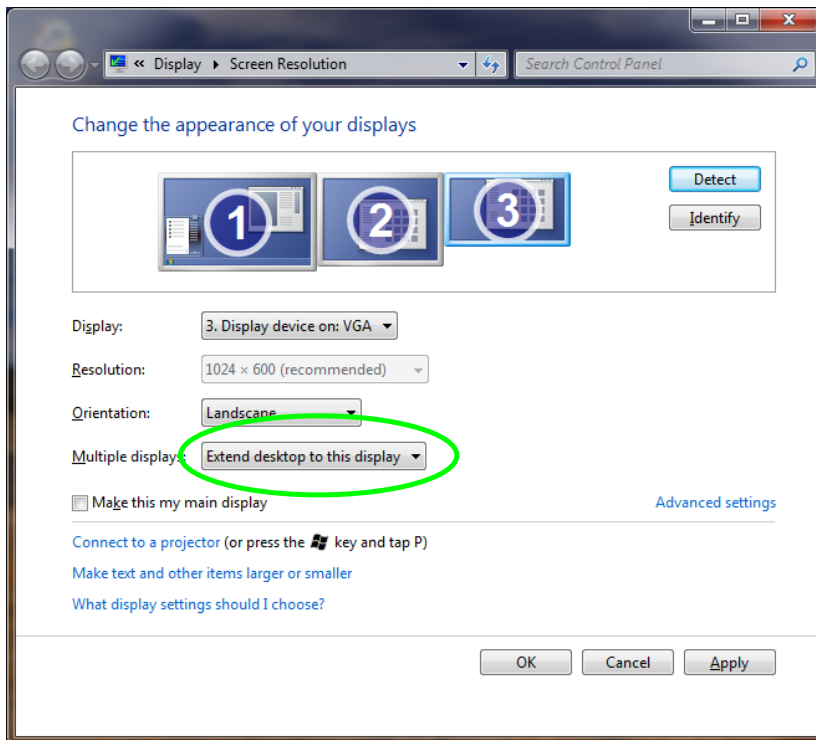 « Display ▸ Screen Resolution Search Control Panel
Change the appearance of your displays
1 2 3
Detect
Identify
Display: 3. Display device on: VGA
Resolution: 1024 × 600 (recommended)
Orientation: Landscape
Multiple displays: Extend desktop to this display
Make this my main display Advanced settings
Connect to a projector (or press the key and tap P)
Make text and other items larger or smaller
What display settings should I choose?
OK Cancel Apply